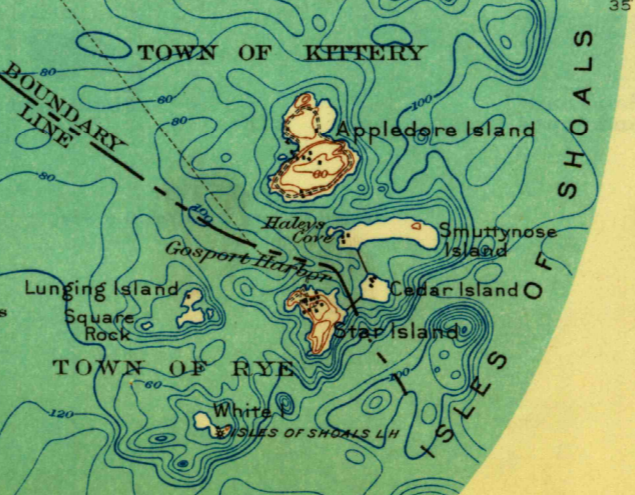 35
TOWN OF KITTERY
80
BOUNDARY
LINE
60
80
100
Appledore Island
60
80
100
Haleys
Cove
Smuttynose
Island
Gosport Harbor
Lunging Island
Cedar Island
Square
Rock
Star Island
TOWN OF RYE
100
60
120
White I
ISLES OF SHOALS L H
ISLES OF SHOALS